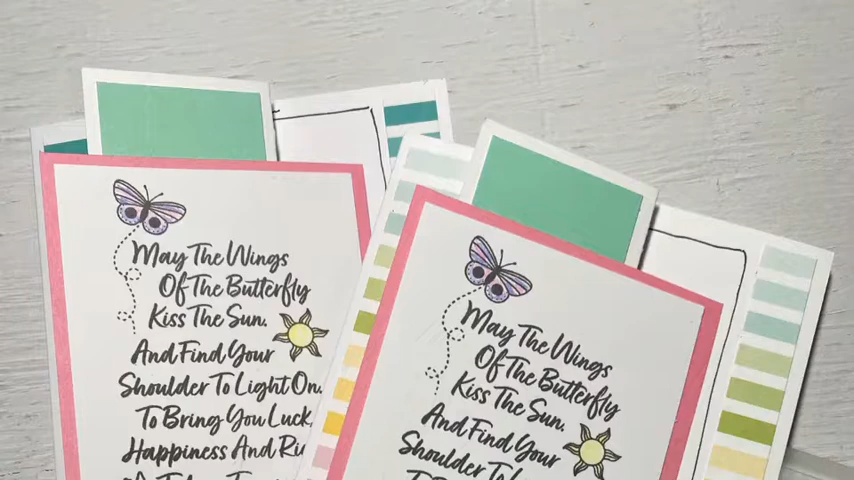 May The Wings
Of The Butterfly
Kiss The Sun.
And Find Your
Shoulder To Light On.
To Bring You Luck,
Happiness And
May The Wings
Of The Butterfly
Kiss The Sun.
And Find Your
Shoulder To